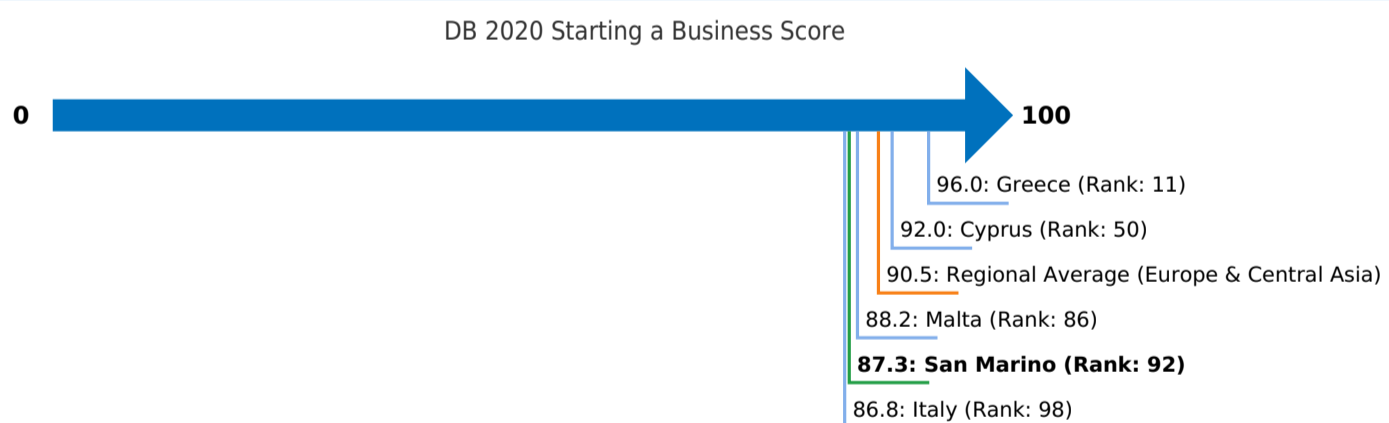 DB 2020 Starting a Business Score
0 100
96.0: Greece (Rank: 11)
92.0: Cyprus (Rank: 50)
90.5: Regional Average (Europe & Central Asia)
88.2: Malta (Rank: 86)
87.3: San Marino (Rank: 92)
86.8: Italy (Rank: 98)